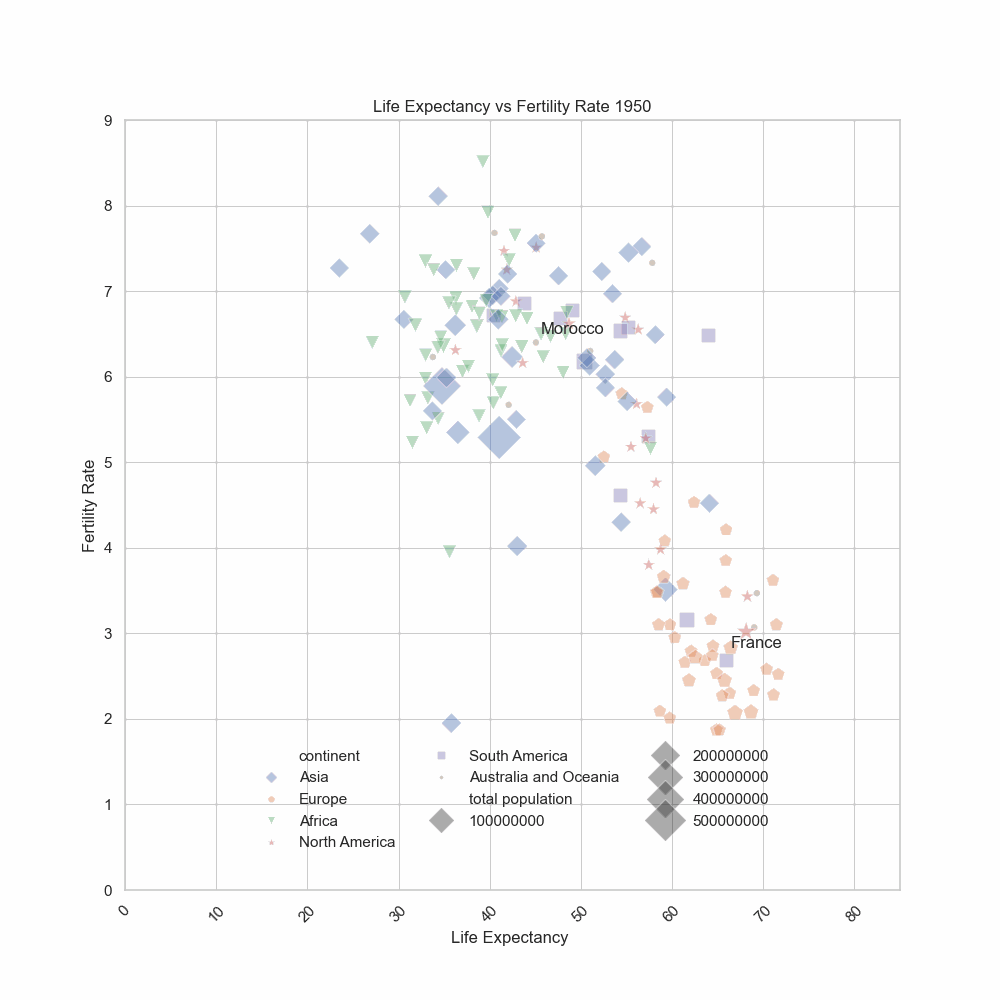 Life Expectancy vs Fertility Rate 1950
9
8
7
6
5
4
3
2
1
0
Fertility Rate
Morocco
France
continent
Asia
Europe
Africa
North America
South America
Australia and Oceania
total population
100000000
200000000
300000000
400000000
500000000
0
10
20
30
40
50
60
70
80
Life Expectancy